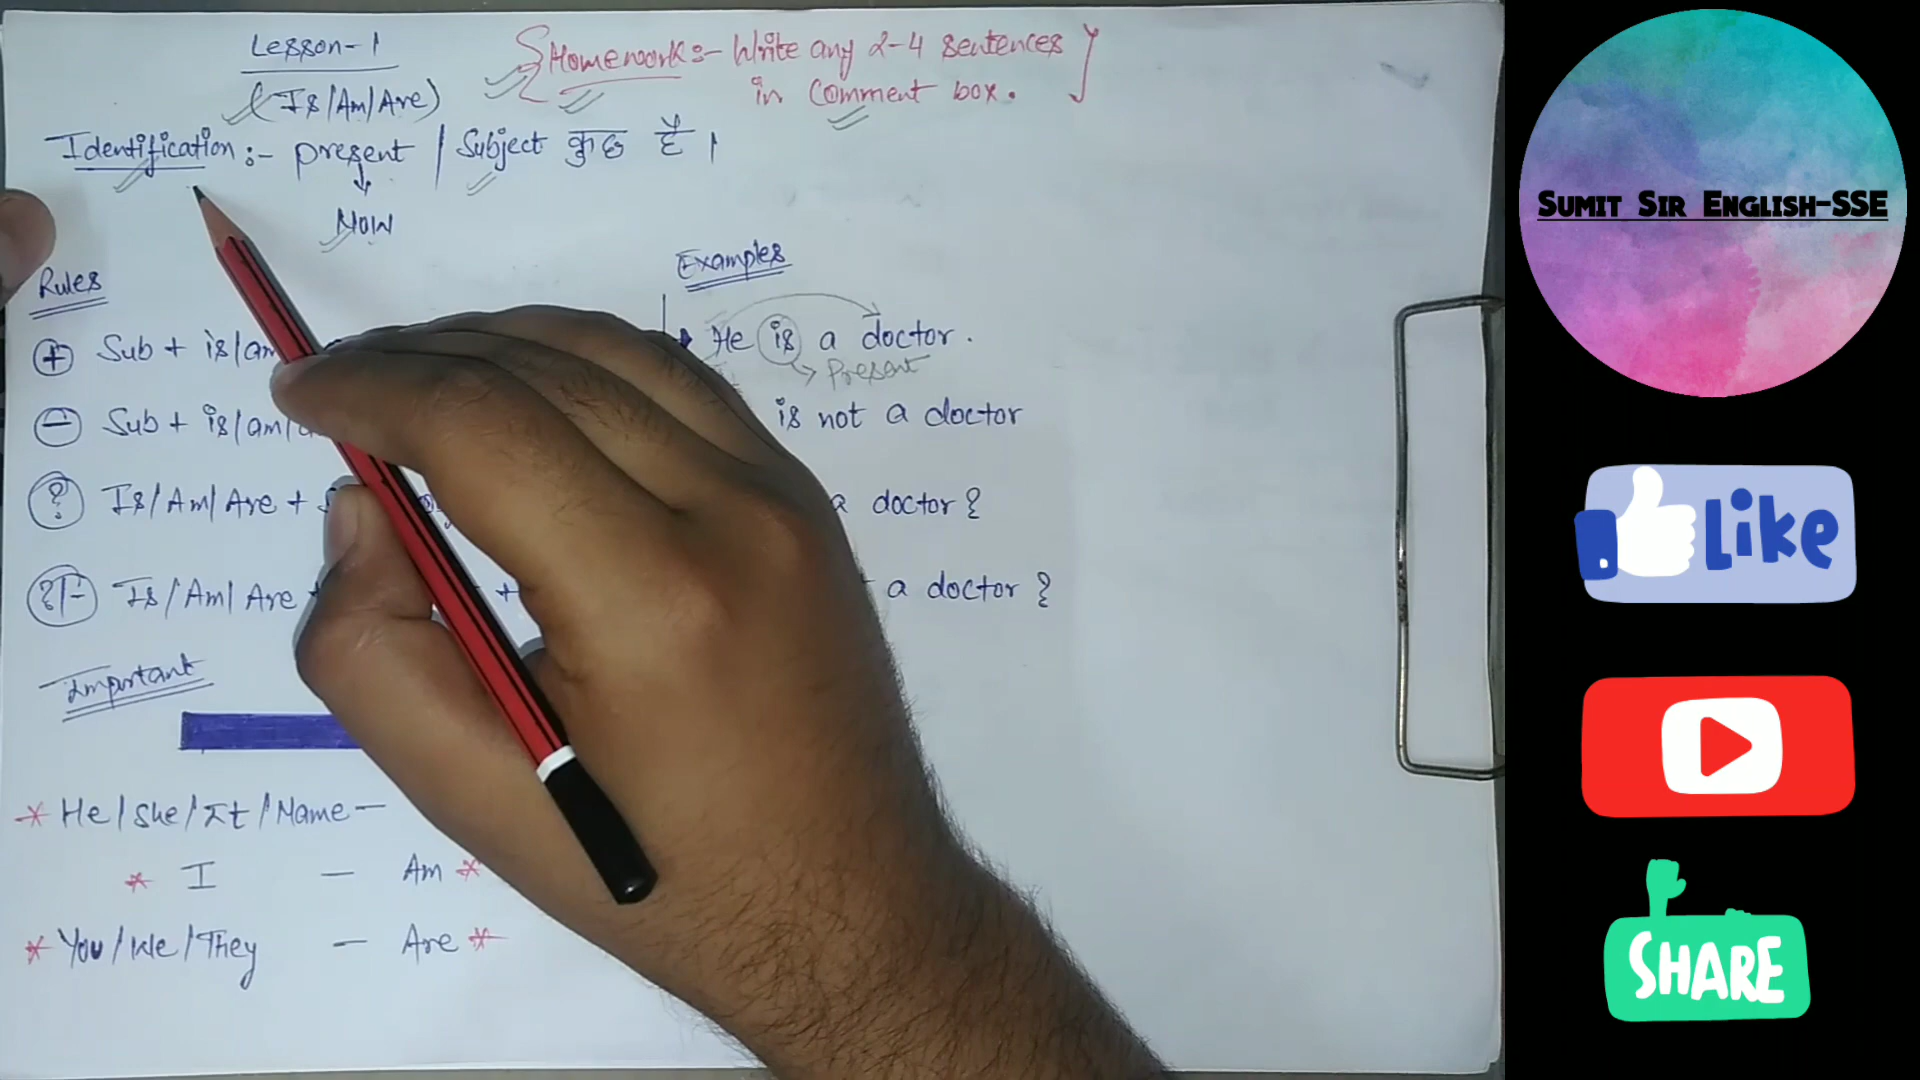 Lesson-1
(Is/Am/Are)
{Homework:- Write any 2-4 sentences
in comment box.}
Identification:- present / Subject कुछ है।
Now
Rules
Examples
+ Sub + is/am
He is a doctor.
Present
- Sub + is/am/
is not a doctor
? Is/Am/Are +
a doctor?
?/- Is/Am/Are +
+
a doctor ?
Important
* He/She/It/Name -
* I - Am *
* You/We/They - Are *
SUMIT SIR ENGLISH-SSE
Like
SHARE